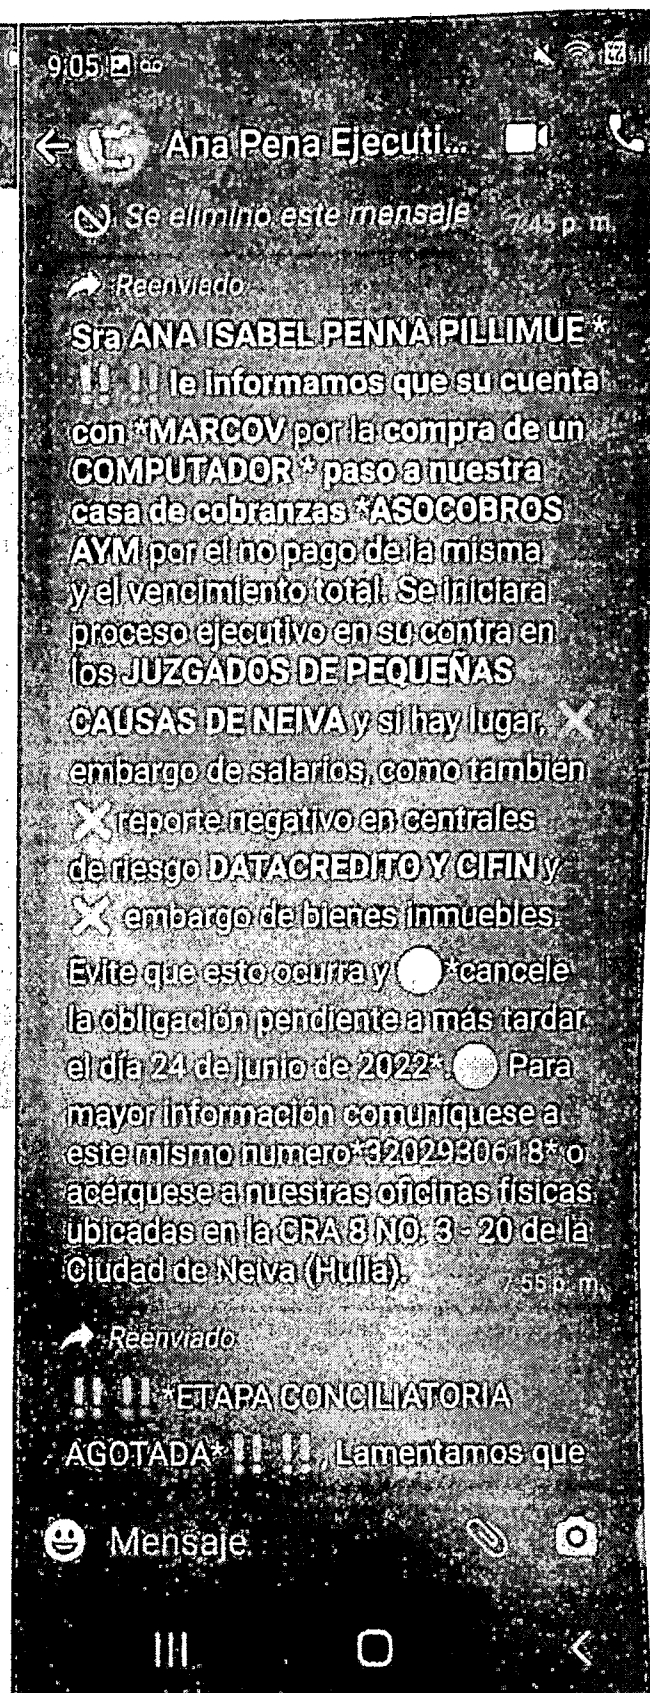 9:05
Ana Pena Ejecuti...
Se eliminó este mensaje 7:45 p. m.
Reenviado
Sra ANA ISABEL PENNA PILLIMUE *
‼️ ‼️ le informamos que su cuenta
con *MARCOV por la compra de un
COMPUTADOR * paso a nuestra
casa de cobranzas *ASOCOBROS
AYM por el no pago de la misma
y el vencimiento total. Se iniciara
proceso ejecutivo en su contra en
los JUZGADOS DE PEQUEÑAS
CAUSAS DE NEIVA y si hay lugar, ❌
embargo de salarios, como también
❌ reporte negativo en centrales
de riesgo DATACREDITO Y CIFIN y
❌ embargo de bienes inmuebles.
Evite que esto ocurra y *cancele
la obligación pendiente a más tardar
el día 24 de junio de 2022*. Para
mayor información comuníquese a
este mismo numero*3202930618* o
acérquese a nuestras oficinas físicas
ubicadas en la CRA 8 NO. 3 - 20 de la
Ciudad de Neiva (Huila). 7:55 p. m.
Reenviado
‼️ ‼️ *ETAPA CONCILIATORIA
AGOTADA* ‼️ ‼️, Lamentamos que
Mensaje